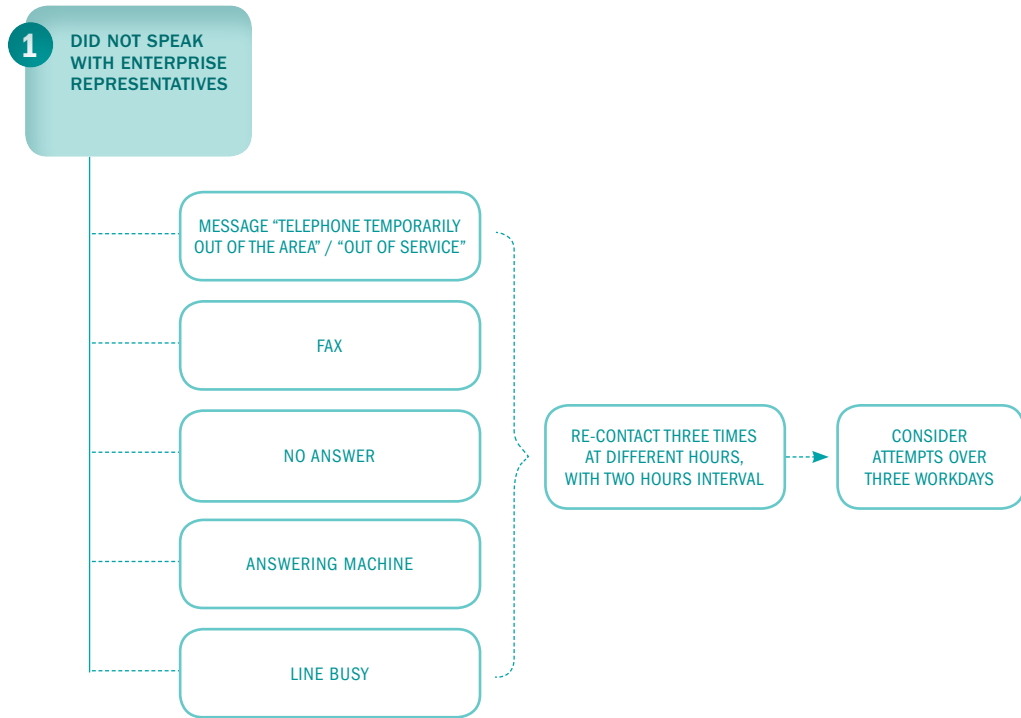 1
DID NOT SPEAK
WITH ENTERPRISE
REPRESENTATIVES
MESSAGE “TELEPHONE TEMPORARILY
OUT OF THE AREA” / “OUT OF SERVICE”
FAX
NO ANSWER
ANSWERING MACHINE
LINE BUSY
RE-CONTACT THREE TIMES
AT DIFFERENT HOURS,
WITH TWO HOURS INTERVAL
CONSIDER
ATTEMPTS OVER
THREE WORKDAYS